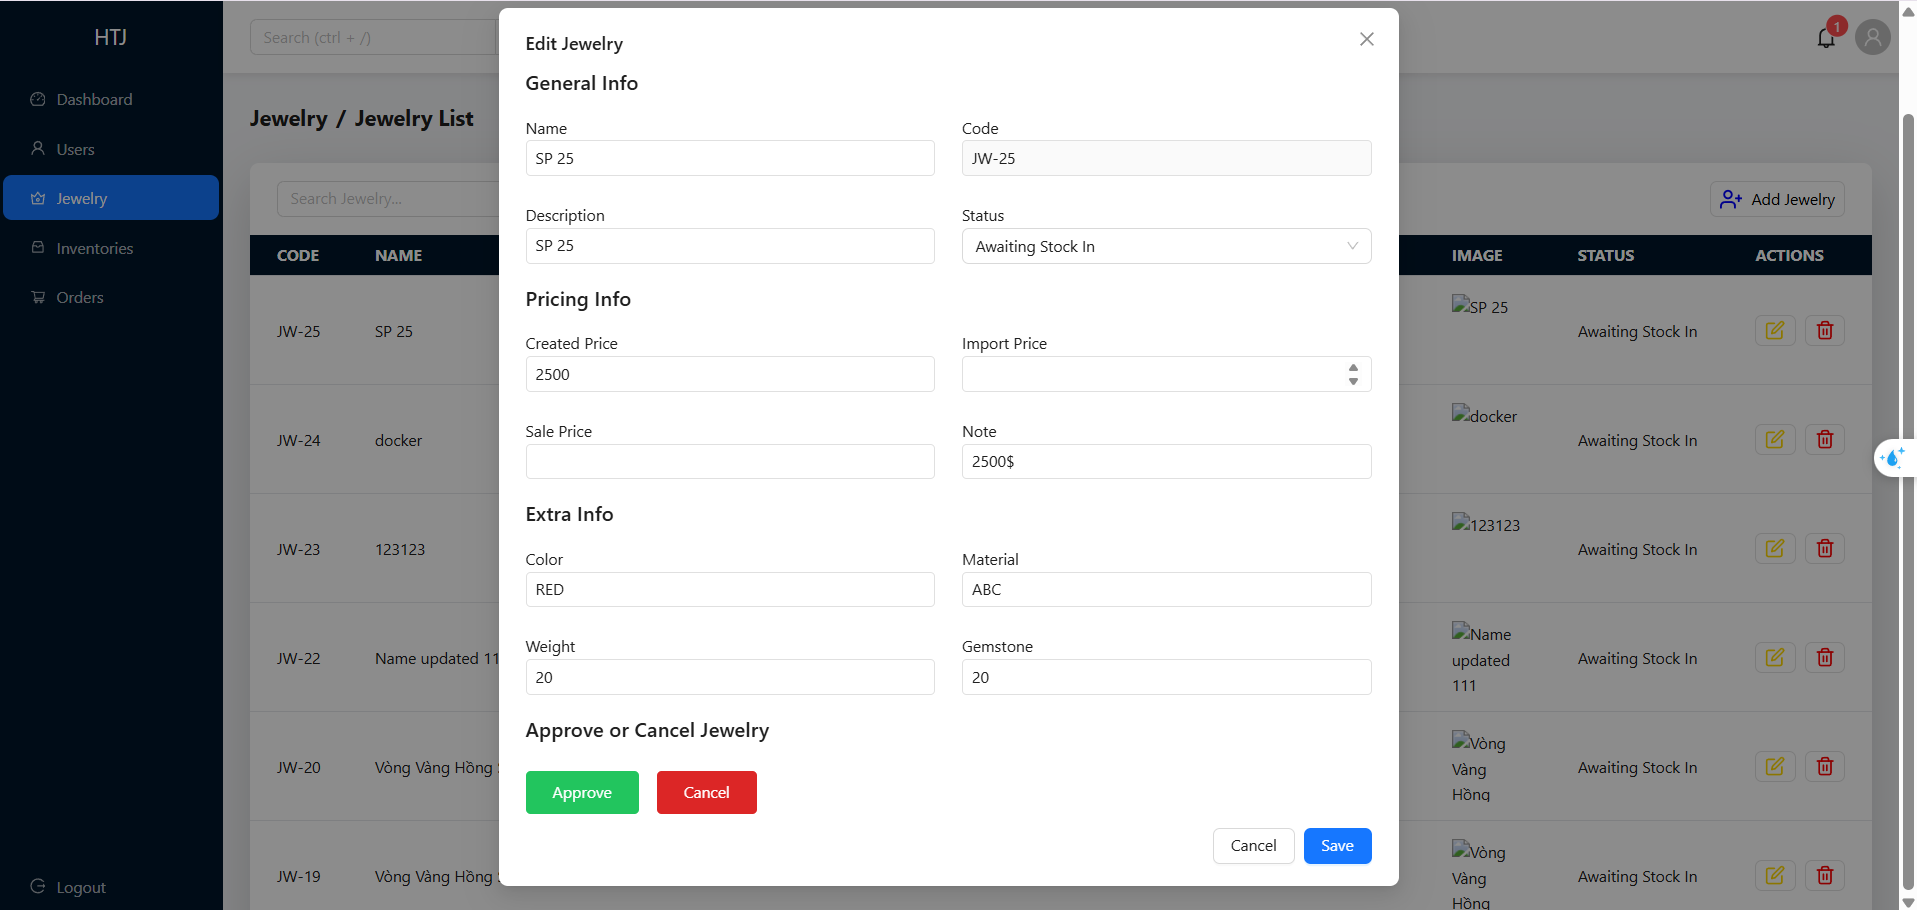 HTJ
Search (ctrl + /)
1
Dashboard
Users
Jewelry
Inventories
Orders
Logout
Jewelry / Jewelry List
Search Jewelry...
Add Jewelry
CODE NAME IMAGE STATUS ACTIONS
JW-25 SP 25 SP 25 Awaiting Stock In
JW-24 docker docker Awaiting Stock In
JW-23 123123 123123 Awaiting Stock In
JW-22 Name updated 11 Name Awaiting Stock In
updated
111
JW-20 Vòng Vàng Hồng Vòng Awaiting Stock In
Vàng
Hồng
JW-19 Vòng Vàng Hồng Vòng Awaiting Stock In
Vàng
Hồng
Edit Jewelry
General Info
Name Code
SP 25 JW-25
Description Status
SP 25 Awaiting Stock In
Pricing Info
Created Price Import Price
2500
Sale Price Note
2500$
Extra Info
Color Material
RED ABC
Weight Gemstone
20 20
Approve or Cancel Jewelry
Approve Cancel
Cancel Save